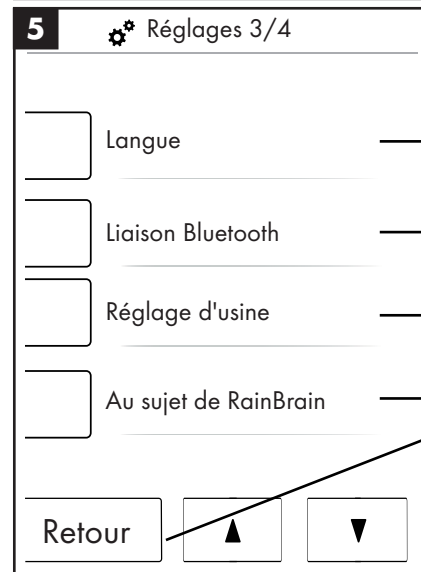 5
Réglages 3/4
Langue
Liaison Bluetooth
Réglage d'usine
Au sujet de RainBrain
Retour